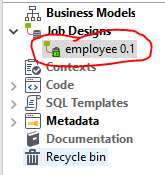 Business Models
Job Designs
employee 0.1
Contexts
Code
SQL Templates
Metadata
Documentation
Recycle bin